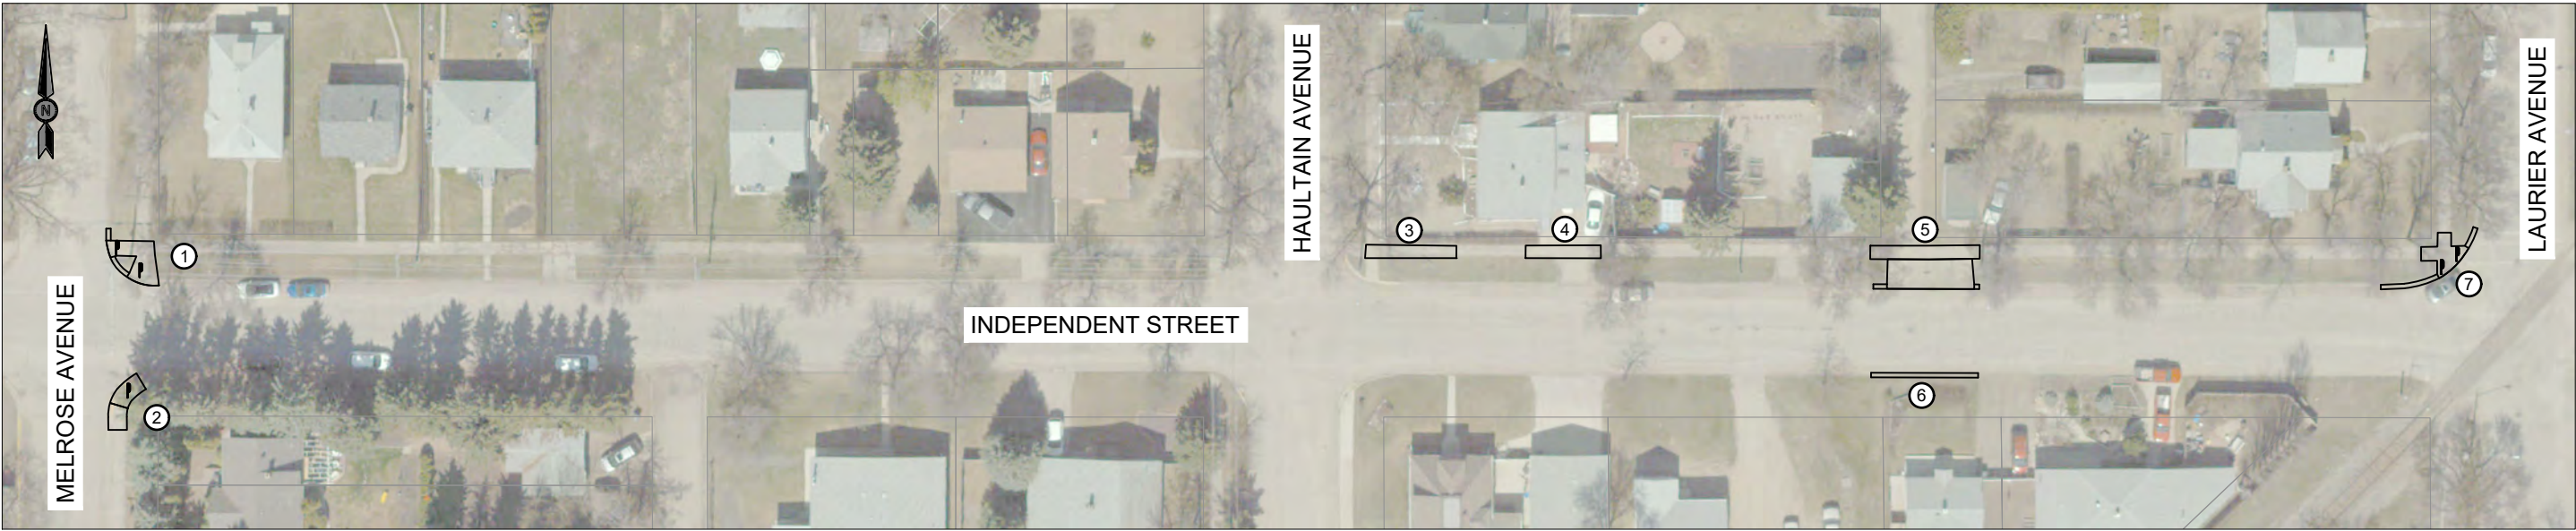 N
HAULTAIN AVENUE
LAURIER AVENUE
1
3
4
5
7
MELROSE AVENUE
INDEPENDENT STREET
2
6